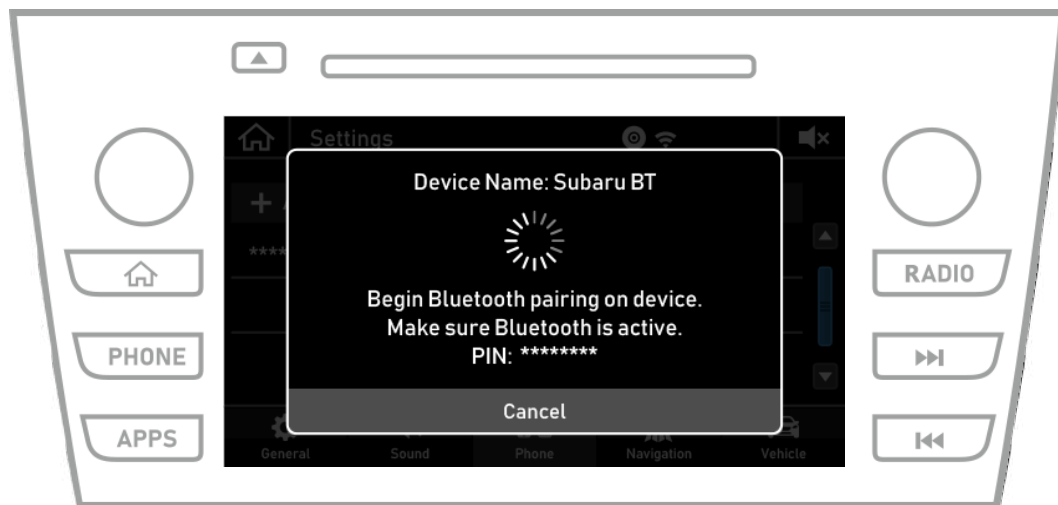 Settings
Device Name: Subaru BT
+ A
****
Begin Bluetooth pairing on device.
Make sure Bluetooth is active.
PIN: ********
Cancel
General
Sound
Phone
Navigation
Vehicle
PHONE
APPS
RADIO